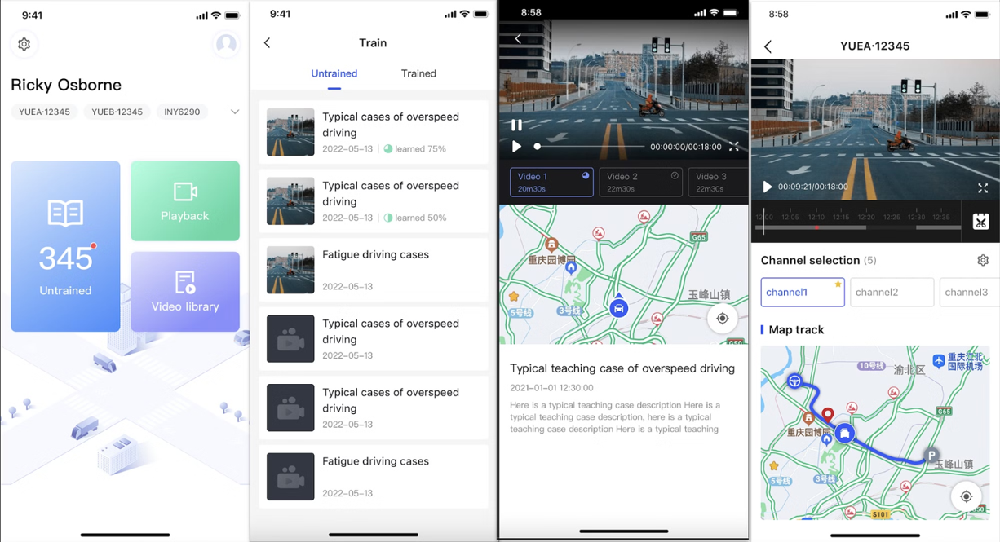 9:41
Ricky Osborne
YUEA·12345
YUEB·12345
INY6290
345
Untrained
Playback
Video library
9:41
Train
Untrained
Trained
Typical cases of overspeed
driving
2022-05-13
learned 75%
Typical cases of overspeed
driving
2022-05-13
learned 50%
Fatigue driving cases
2022-05-13
Typical cases of overspeed
driving
2022-05-13
Typical cases of overspeed
driving
2022-05-13
Fatigue driving cases
2022-05-13
8:58
00:00:00/00:18:00
Video 1
20m30s
Video 2
22m30s
Video 3
22m30s
G65
重庆园博园
玉峰山镇
5号线
3号线
G50
Typical teaching case of overspeed driving
2021-01-01 12:30:00
Here is a typical teaching case description Here is a
typical teaching case description, here is a typical
teaching case description Here is a typical teaching
8:58
YUEA·12345
00:09:21/00:18:00
12:00
12:05
12:10
12:15
12:20
12:25
12:30
12:35
Channel selection (5)
channel1
channel2
channel3
Map track
10号线
渝北区
重庆江北
国际机场
G65
重庆园博园
P
玉峰山镇
5号线
3号线
S101